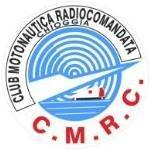 CLUB MOTONAUTICA RADIOCOMANDATA
CHIOGGIA
C.M.R.C.